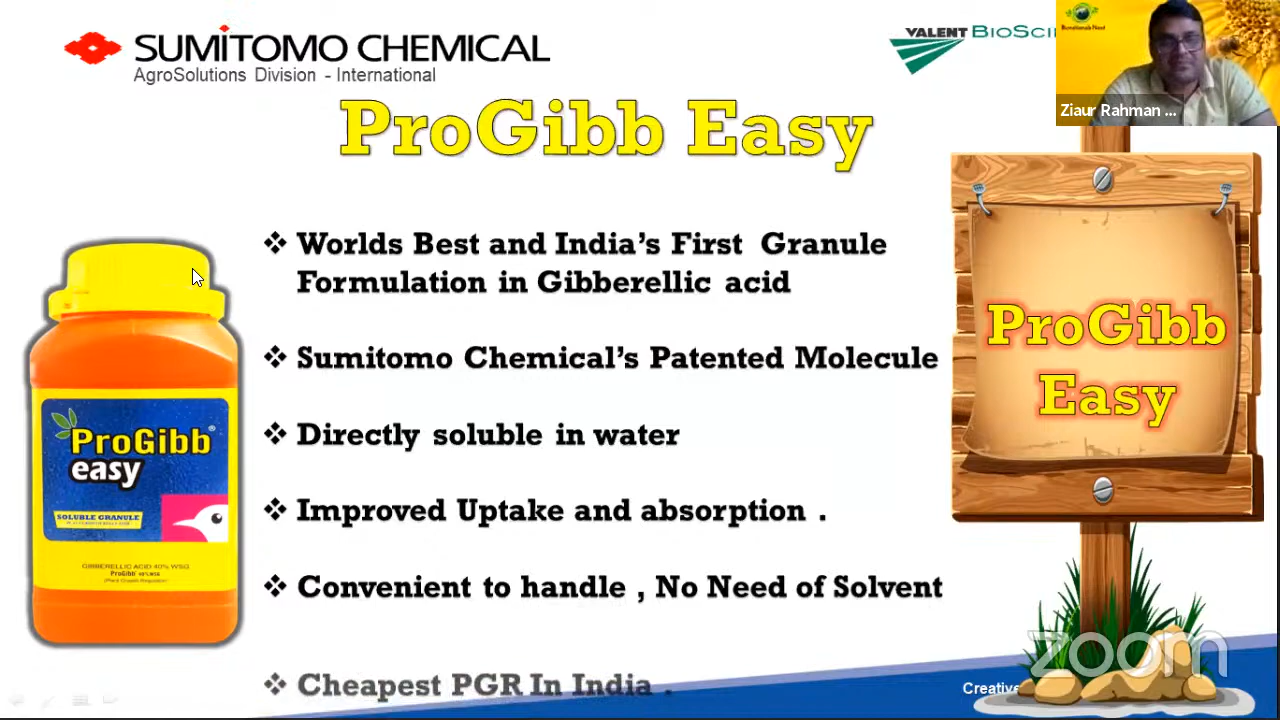 SUMITOMO CHEMICAL
AgroSolutions Division - International
VALENT BIOSCI
Ziaur Rahman ...
ProGibb Easy
❖ Worlds Best and India's First Granule
Formulation in Gibberellic acid
❖ Sumitomo Chemical's Patented Molecule
❖ Directly soluble in water
❖ Improved Uptake and absorption .
❖ Convenient to handle , No Need of Solvent
❖ Cheapest PGR In India .
ProGibb®
easy
SOLUBLE GRANULE
GIBBERELLIC ACID 40% WSG
ProGibb
Easy
zoom
Creative